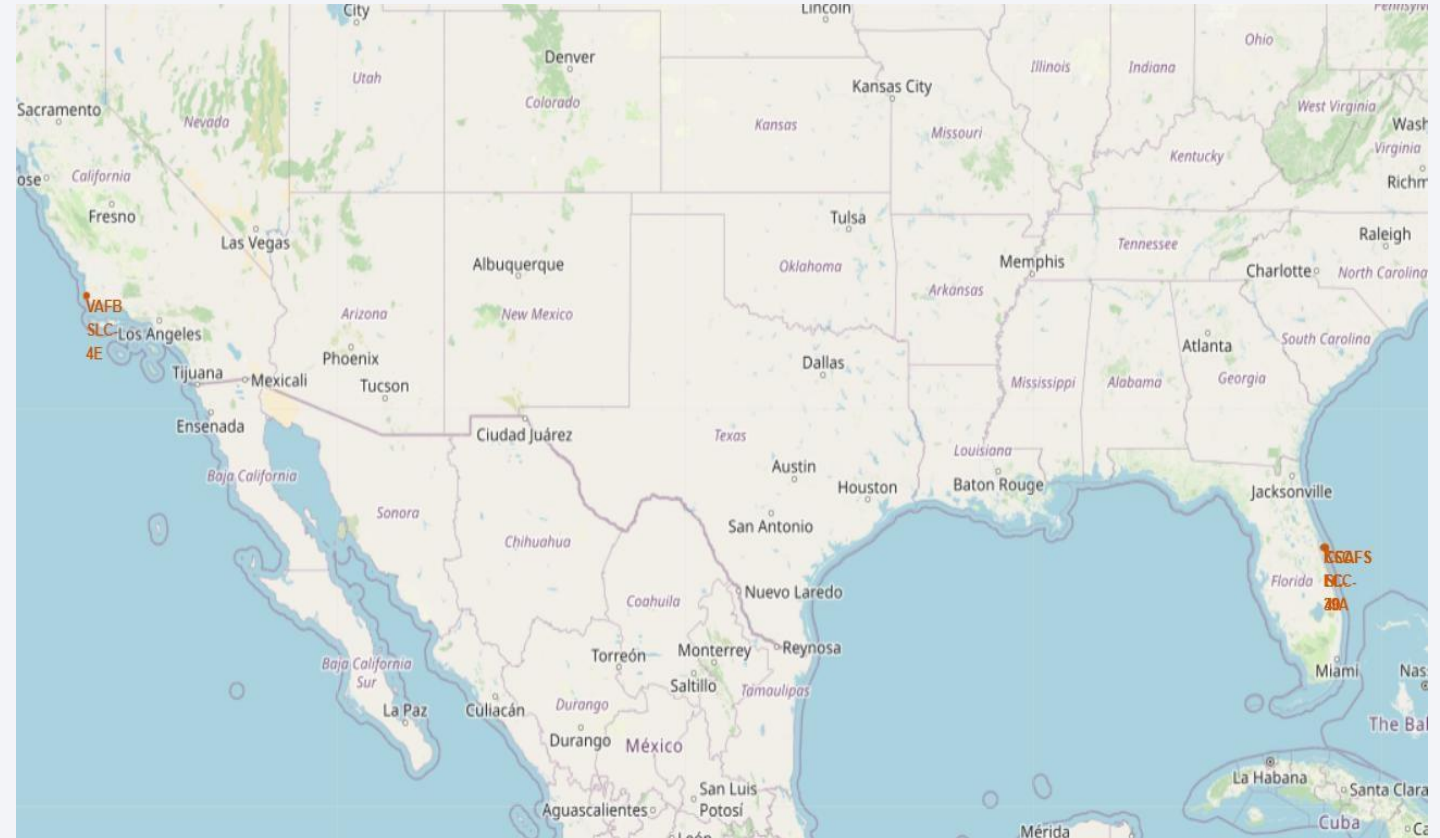 City
Lincoln
Denver
Ohio
Utah
Illinois
Indiana
Kansas City
Colorado
Sacramento
West Virginia
Nevada
Kansas
Wash
Missouri
Virginia
Kentucky
California
ose
Richm
Fresno
Tulsa
Las Vegas
Raleigh
Tennessee
Albuquerque
Oklahoma
Memphis
Charlotte
North Carolina
Arkansas
VAFB
SLC-
4E
Los Angeles
Arizona
New Mexico
South Carolina
Atlanta
Phoenix
Dallas
Tijuana
Mexicali
Tucson
Mississippi
Alabama
Georgia
Ensenada
Ciudad Juárez
Texas
Louisiana
Baja California
Austin
Houston
Baton Rouge
Jacksonville
Sonora
San Antonio
Chihuahua
Florida
Nuevo Laredo
Coahuila
Reynosa
Torreón
Monterrey
Baja California
Sur
Saltillo
Tamaulipas
Miami
Nas
La Paz
Culiacán
Durango
The Bal
Durango
México
La Habana
San Luis
Potosí
Santa Clara
Aguascalientes
Cuba
Mérida
León